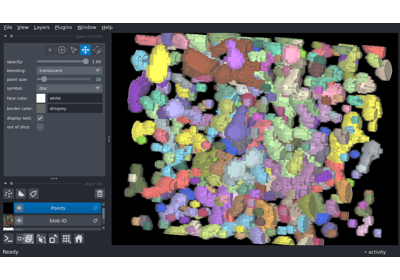 File View Layers Plugins Window Help
opacity: 1.00
blending: translucent
point size: 10
symbol: disc
face color: white
border color: dimgrey
display text:
out of slice:
Points
blob ID
Ready activity